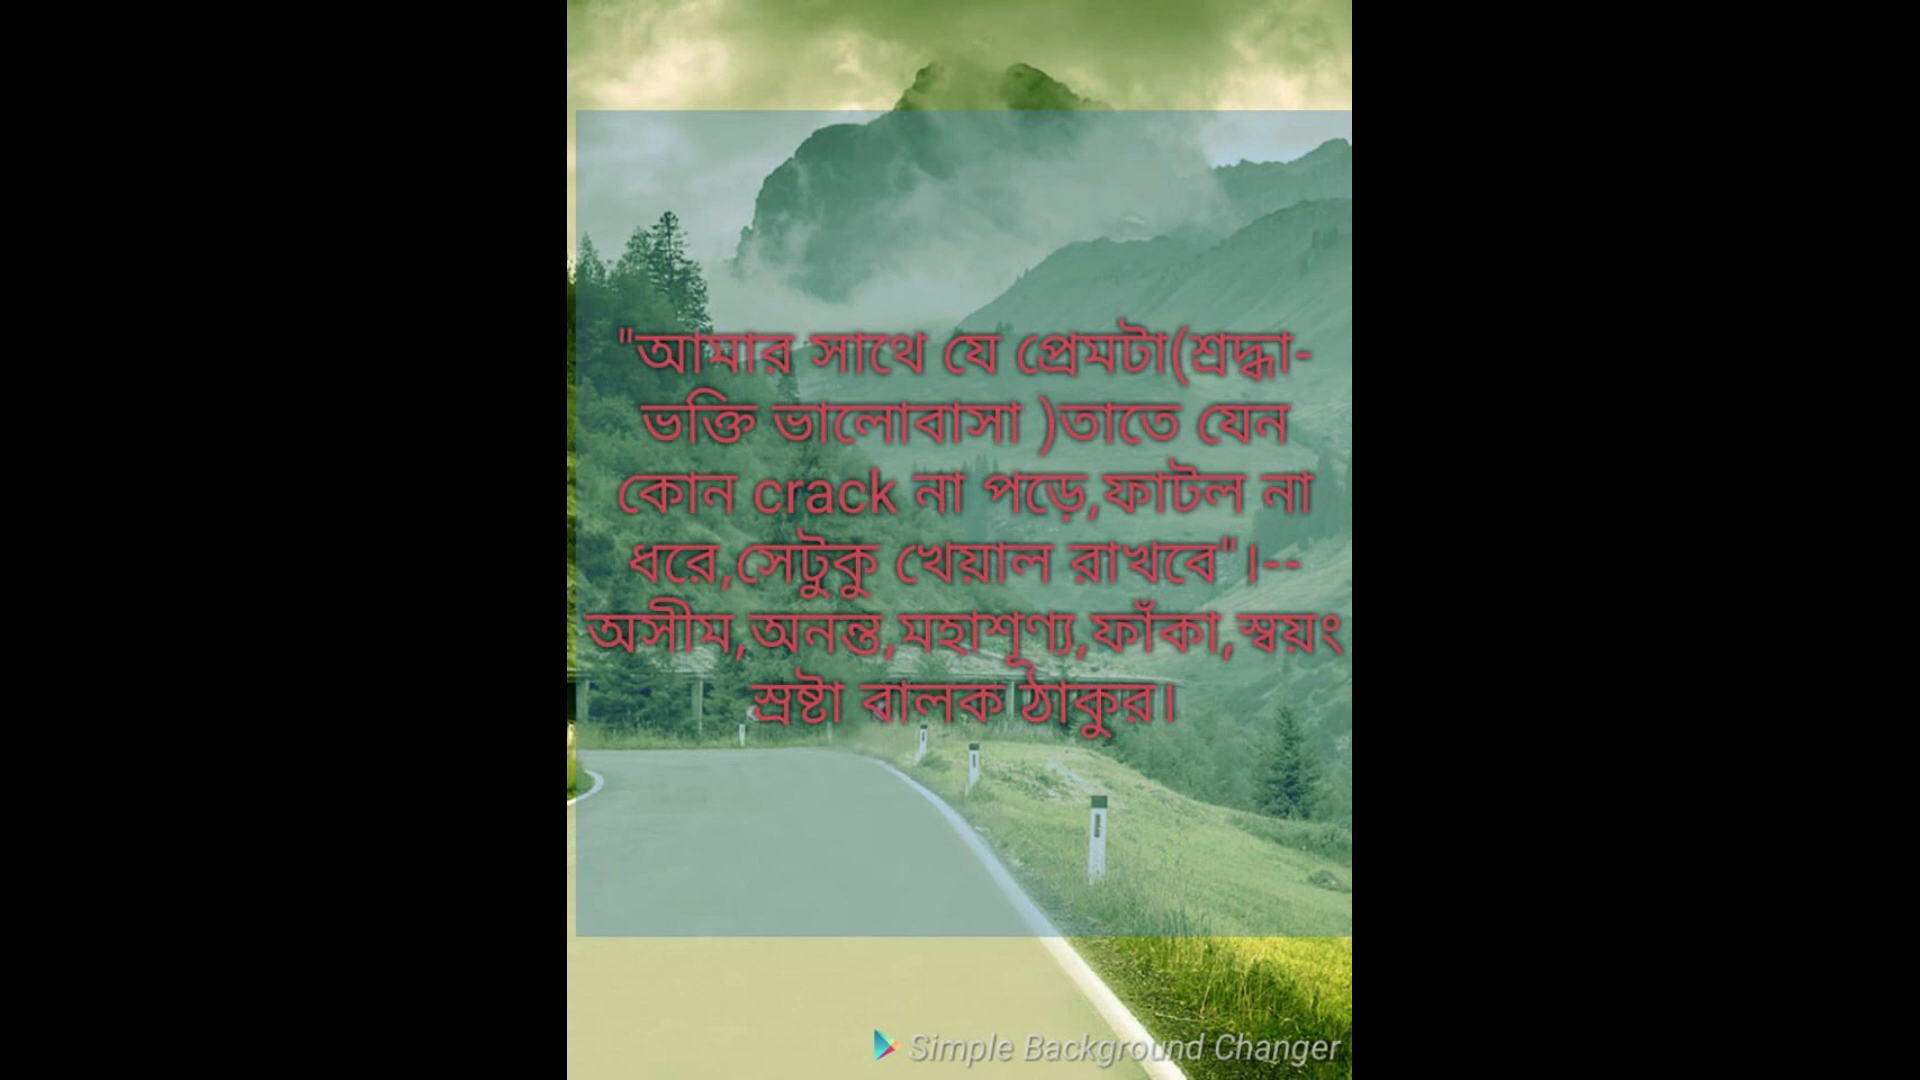 "আমার সাথে যে প্রেমটা(শ্রদ্ধা-
ভক্তি ভালোবাসা )তাতে যেন
কোন crack না পড়ে,ফাটল না
ধরে,সেটুকু খেয়াল রাখবে"।--
অসীম,অনন্ত,মহাশূণ্য,ফাঁকা,স্বয়ং
স্রষ্টা বালক ঠাকুর।
Simple Background Changer